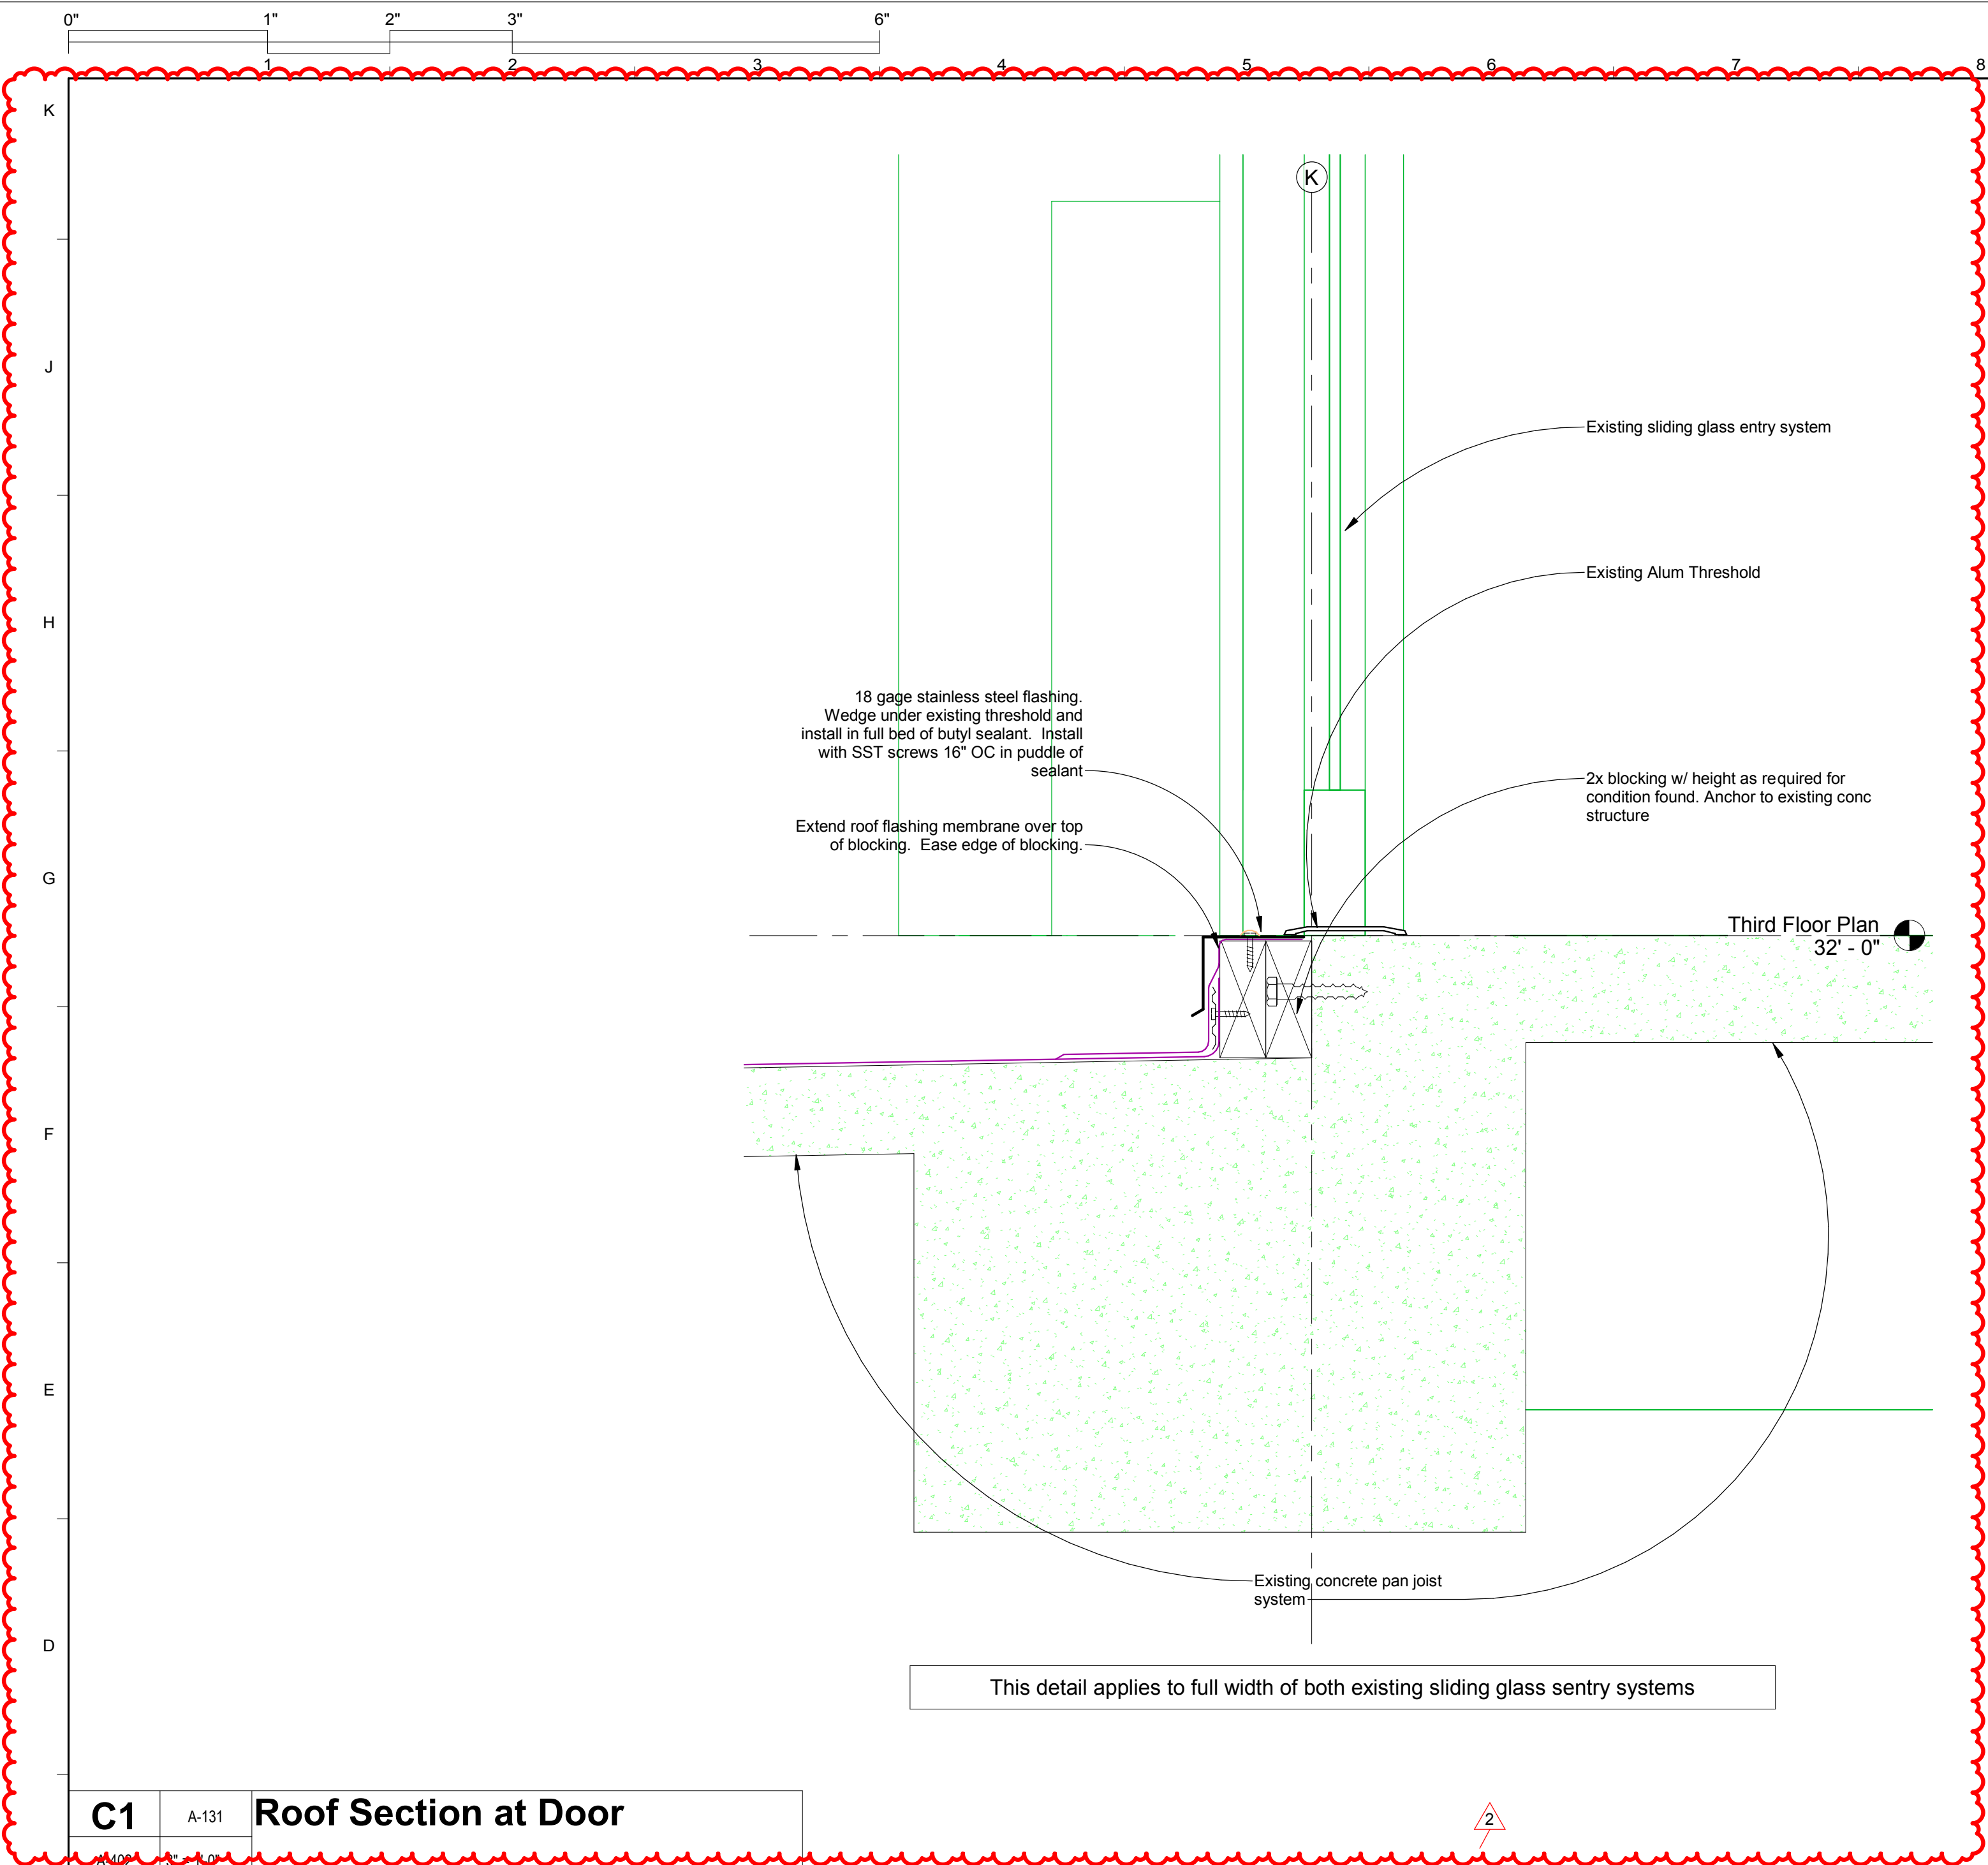 0" 1" 2" 3" 6"
1 2 3 4 5 6 7 8
K
K
J
Existing sliding glass entry system
Existing Alum Threshold
H
18 gage stainless steel flashing.
Wedge under existing threshold and
install in full bed of butyl sealant. Install
with SST screws 16" OC in puddle of
sealant
2x blocking w/ height as required for
condition found. Anchor to existing conc
structure
Extend roof flashing membrane over top
of blocking. Ease edge of blocking.
G
Third Floor Plan
32' - 0"
F
E
Existing concrete pan joist
system
D
This detail applies to full width of both existing sliding glass sentry systems
C1 A-131 Roof Section at Door
2
A-402 3" = 1'-0"